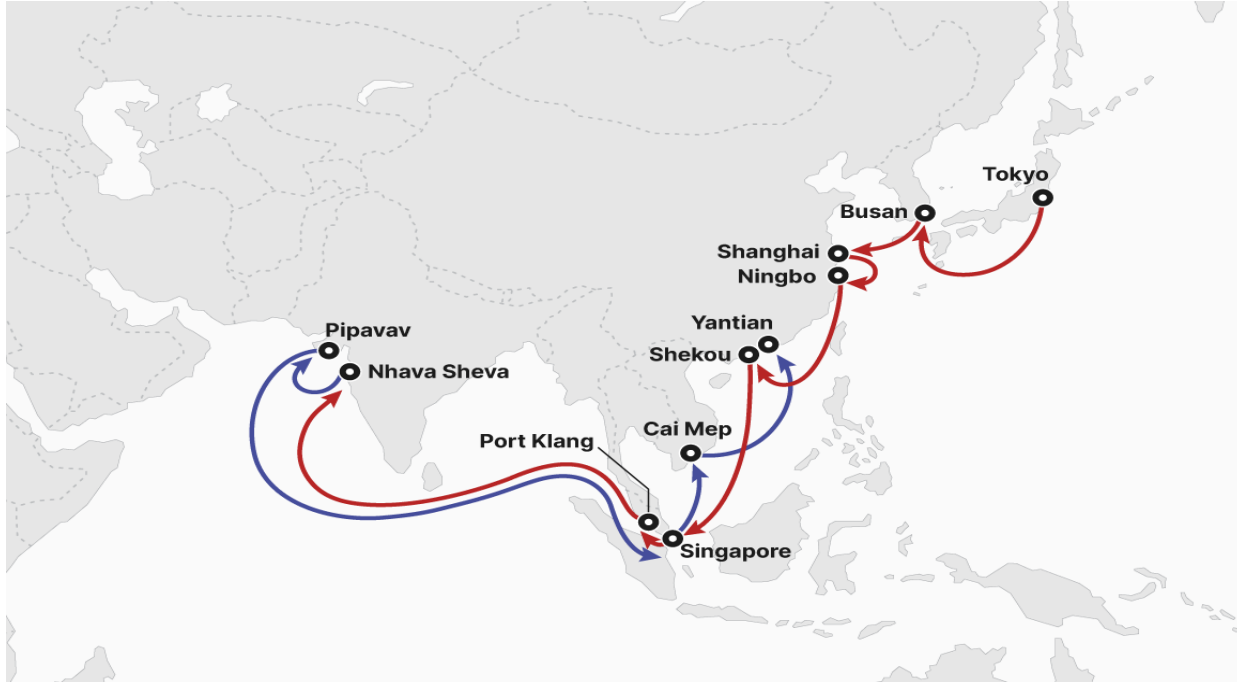 Tokyo
Busan
Shanghai
Ningbo
Yantian
Pipavav
Shekou
Nhava Sheva
Cai Mep
Port Klang
Singapore